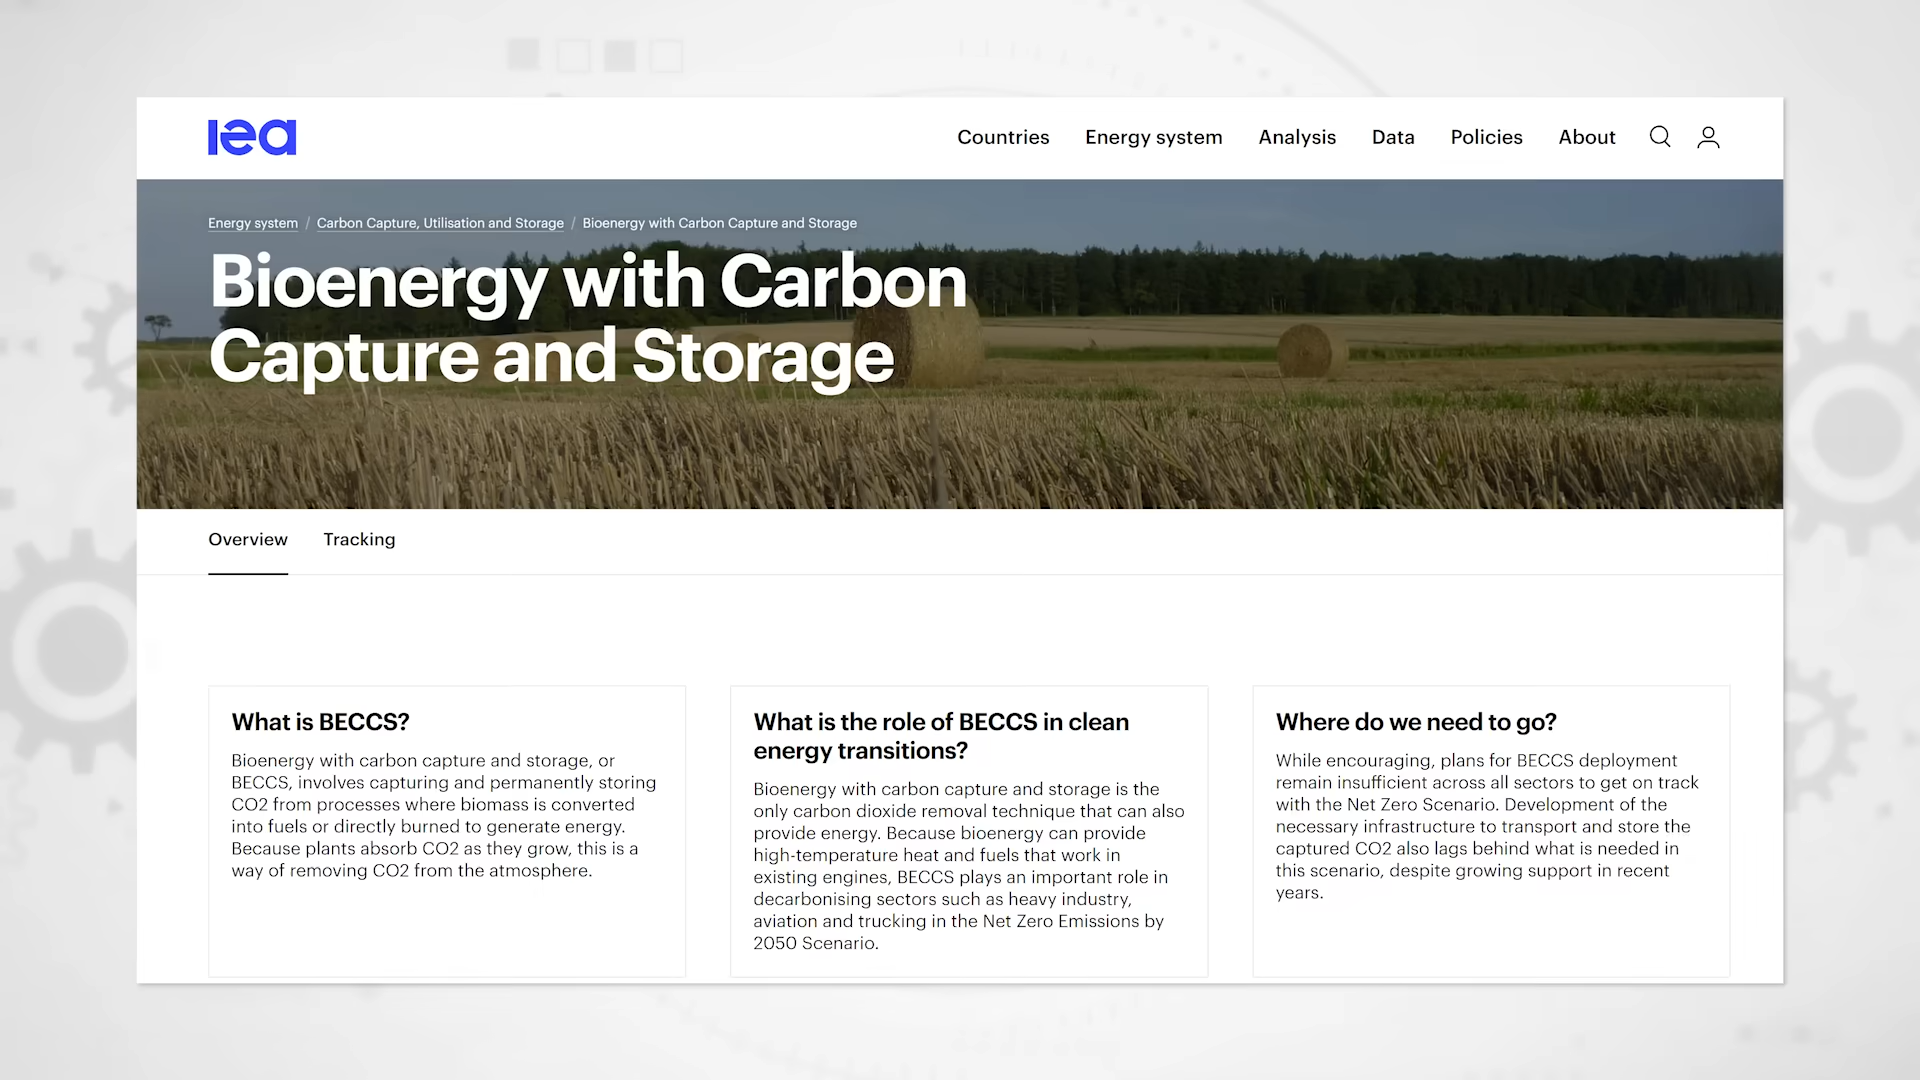 iea
Countries Energy system Analysis Data Policies About
Energy system / Carbon Capture, Utilisation and Storage / Bioenergy with Carbon Capture and Storage
Bioenergy with Carbon
Capture and Storage
Overview Tracking
What is BECCS?
Bioenergy with carbon capture and storage, or
BECCS, involves capturing and permanently storing
CO2 from processes where biomass is converted
into fuels or directly burned to generate energy.
Because plants absorb CO2 as they grow, this is a
way of removing CO2 from the atmosphere.
What is the role of BECCS in clean
energy transitions?
Bioenergy with carbon capture and storage is the
only carbon dioxide removal technique that can also
provide energy. Because bioenergy can provide
high-temperature heat and fuels that work in
existing engines, BECCS plays an important role in
decarbonising sectors such as heavy industry,
aviation and trucking in the Net Zero Emissions by
2050 Scenario.
Where do we need to go?
While encouraging, plans for BECCS deployment
remain insufficient across all sectors to get on track
with the Net Zero Scenario. Development of the
necessary infrastructure to transport and store the
captured CO2 also lags behind what is needed in
this scenario, despite growing support in recent
years.